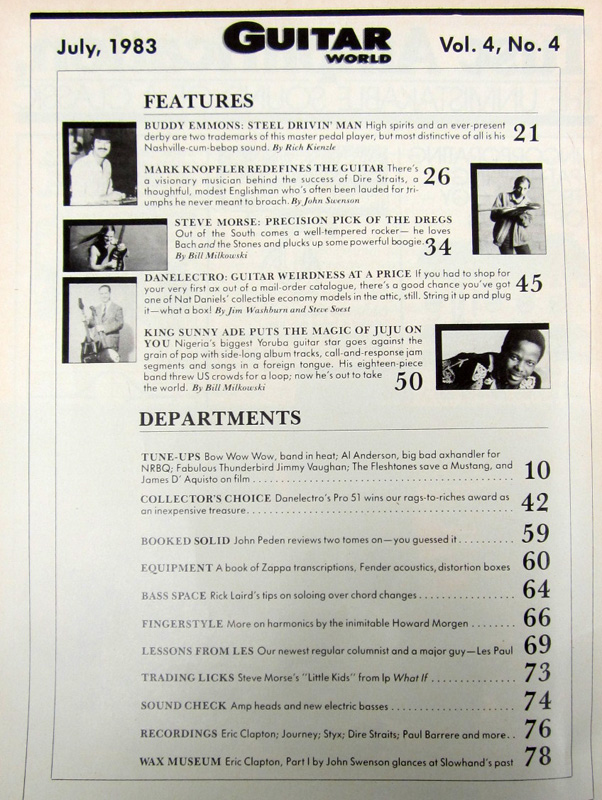 July, 1983
GUITAR
WORLD
Vol. 4, No. 4
FEATURES
BUDDY EMMONS: STEEL DRIVIN' MAN High spirits and an ever-present
derby are two trademarks of this master pedal player, but most distinctive of all is his
Nashville-cum-bebop sound. By Rich Kienzle
21
MARK KNOPFLER REDEFINES THE GUITAR There's
a visionary musician behind the success of Dire Straits, a
thoughtful, modest Englishman who's often been lauded for tri-
umphs he never meant to broach. By John Swenson
26
STEVE MORSE: PRECISION PICK OF THE DREGS
Out of the South comes a well-tempered rocker— he loves
Bach and the Stones and plucks up some powerful boogie.
By Bill Milkowski
34
DANELECTRO: GUITAR WEIRDNESS AT A PRICE If you had to shop for
your very first ax out of a mail-order catalogue, there's a good chance you've got
one of Nat Daniels' collectible economy models in the attic, still. String it up and plug
it—what a box! By Jim Washburn and Steve Soest
45
KING SUNNY ADE PUTS THE MAGIC OF JUJU ON
YOU Nigeria's biggest Yoruba guitar star goes against the
grain of pop with side-long album tracks, call-and-response jam
segments and songs in a foreign tongue. His eighteen-piece
band threw US crowds for a loop; now he's out to take
the world. By Bill Milkowski
50
DEPARTMENTS
TUNE-UPS Bow Wow Wow, band in heat; Al Anderson, big bad axhandler for
NRBQ; Fabulous Thunderbird Jimmy Vaughan; The Fleshtones save a Mustang, and
James D' Aquisto on film . . . . . . . . . . 10
COLLECTOR'S CHOICE Danelectro's Pro 51 wins our rags-to-riches award as
an inexpensive treasure. . . . . . . . . . 42
BOOKED SOLID John Peden reviews two tomes on—you guessed it . . . . . . . . . 59
EQUIPMENT A book of Zappa transcriptions, Fender acoustics, distortion boxes 60
BASS SPACE Rick Laird's tips on soloing over chord changes . . . . . . . . . . 64
FINGERSTYLE More on harmonics by the inimitable Howard Morgen . . . . . . . . . 66
LESSONS FROM LES Our newest regular columnist and a major guy—Les Paul 69
TRADING LICKS Steve Morse's "Little Kids" from lp What If . . . . . . . . . . 73
SOUND CHECK Amp heads and new electric basses . . . . . . . . . . 74
RECORDINGS Eric Clapton; Journey; Styx; Dire Straits; Paul Barrere and more. . 76
WAX MUSEUM Eric Clapton, Part I by John Swenson glances at Slowhand's past 78